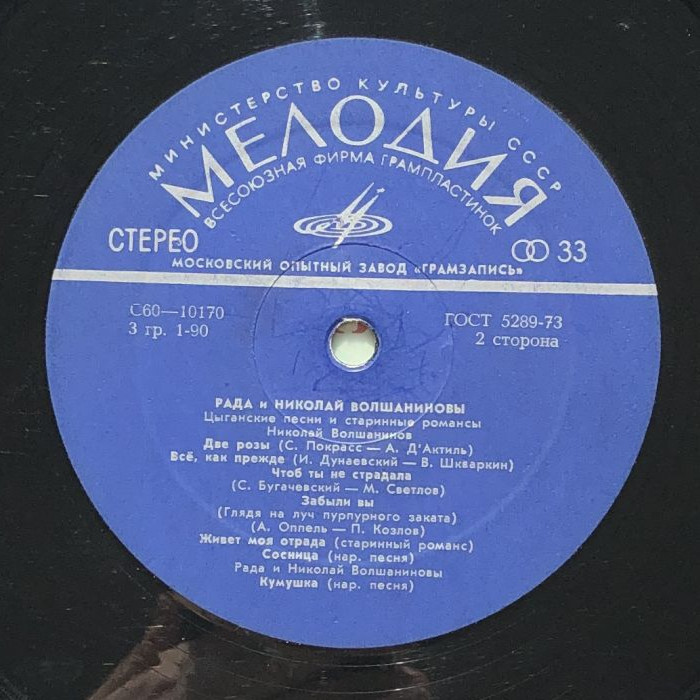 МИНИСТЕРСТВО КУЛЬТУРЫ СССР
МЕЛОДИЯ
ВСЕСОЮЗНАЯ ФИРМА ГРАМПЛАСТИНОК
СТЕРЕО
33
МОСКОВСКИЙ ОПЫТНЫЙ ЗАВОД «ГРАМЗАПИСЬ»
С60—10170
ГОСТ 5289-73
3 гр. 1-90
2 сторона
РАДА и НИКОЛАЙ ВОЛШАНИНОВЫ
Цыганские песни и старинные романсы
Николай Волшанинов
Две розы (С. Покрасс — А. Д'Актиль)
Всё, как прежде (И. Дунаевский — В. Шкваркин)
Чтоб ты не страдала
(С. Бугачевский — М. Светлов)
Забыли вы
(Глядя на луч пурпурного заката)
(А. Оппель — П. Козлов)
Живет моя отрада (старинный романс)
Сосница (нар. песня)
Рада и Николай Волшаниновы
Кумушка (нар. песня)